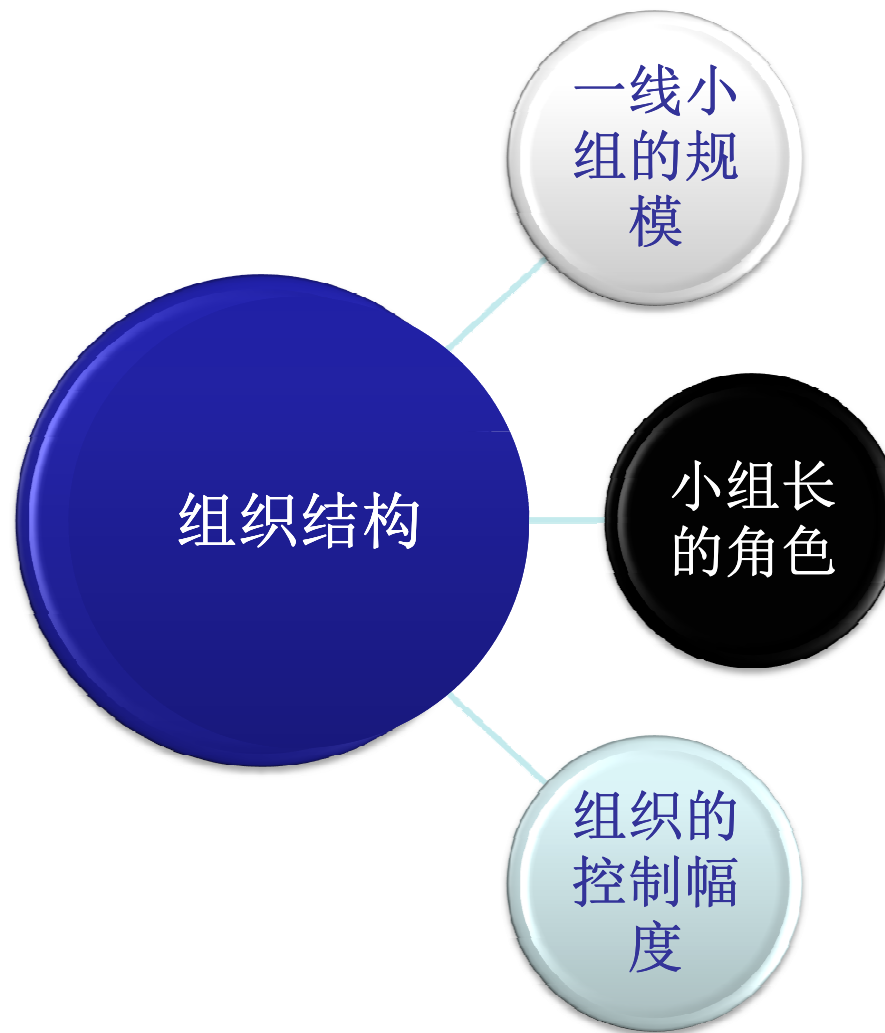 一线小
组的规
模
组织结构
小组长
的角色
组织的
控制幅
度